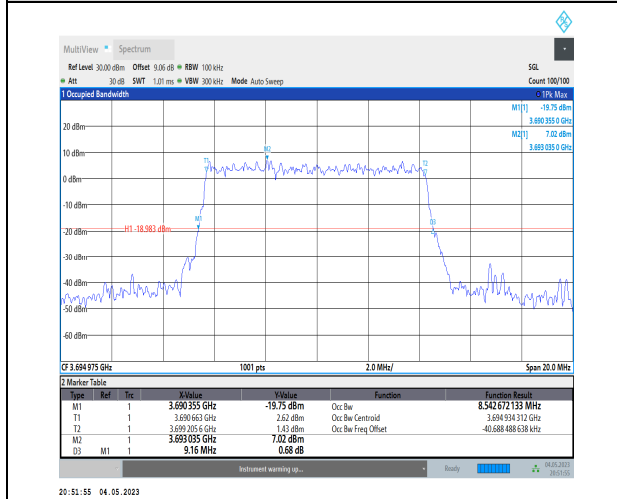 MultiView Spectrum
Ref Level 30.00 dBm Offset 9.06 dB RBW 100 kHz SGL
Att 30 dB SWT 1.01 ms VBW 300 kHz Mode Auto Sweep Count 100/100
1 Occupied Bandwidth 1Pk Max
M1[1] -19.75 dBm
3.690 355 0 GHz
M2[1] 7.02 dBm
3.693 035 0 GHz
20 dBm
10 dBm
0 dBm
-10 dBm
-20 dBm
-30 dBm
-40 dBm
-50 dBm
-60 dBm
H1 -18.983 dBm
M1
T1
M2
T2
D3
CF 3.694 975 GHz 1001 pts 2.0 MHz/ Span 20.0 MHz
2 Marker Table
Type Ref Trc X-Value Y-Value Function Function Result
M1 1 3.690 355 GHz -19.75 dBm Occ Bw 8.542 672 133 MHz
T1 1 3.690 663 GHz 2.62 dBm Occ Bw Centroid 3.694 934 312 GHz
T2 1 3.699 205 6 GHz 1.43 dBm Occ Bw Freq Offset -40.688 488 638 kHz
M2 1 3.693 035 GHz 7.02 dBm
D3 M1 1 9.16 MHz 0.68 dB
Instrument warming up... Ready 04.05.2023
20:51:55
20:51:55 04.05.2023